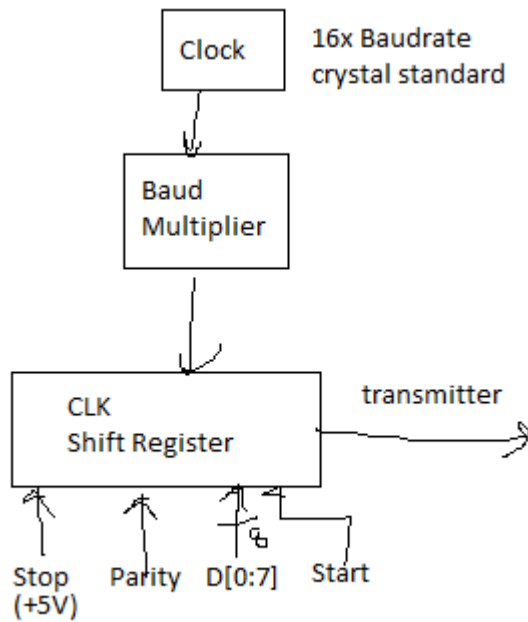 Clock
16x Baudrate
crystal standard
Baud
Multiplier
CLK
Shift Register
transmitter
8
Stop
(+5V)
Parity
D[0:7]
Start